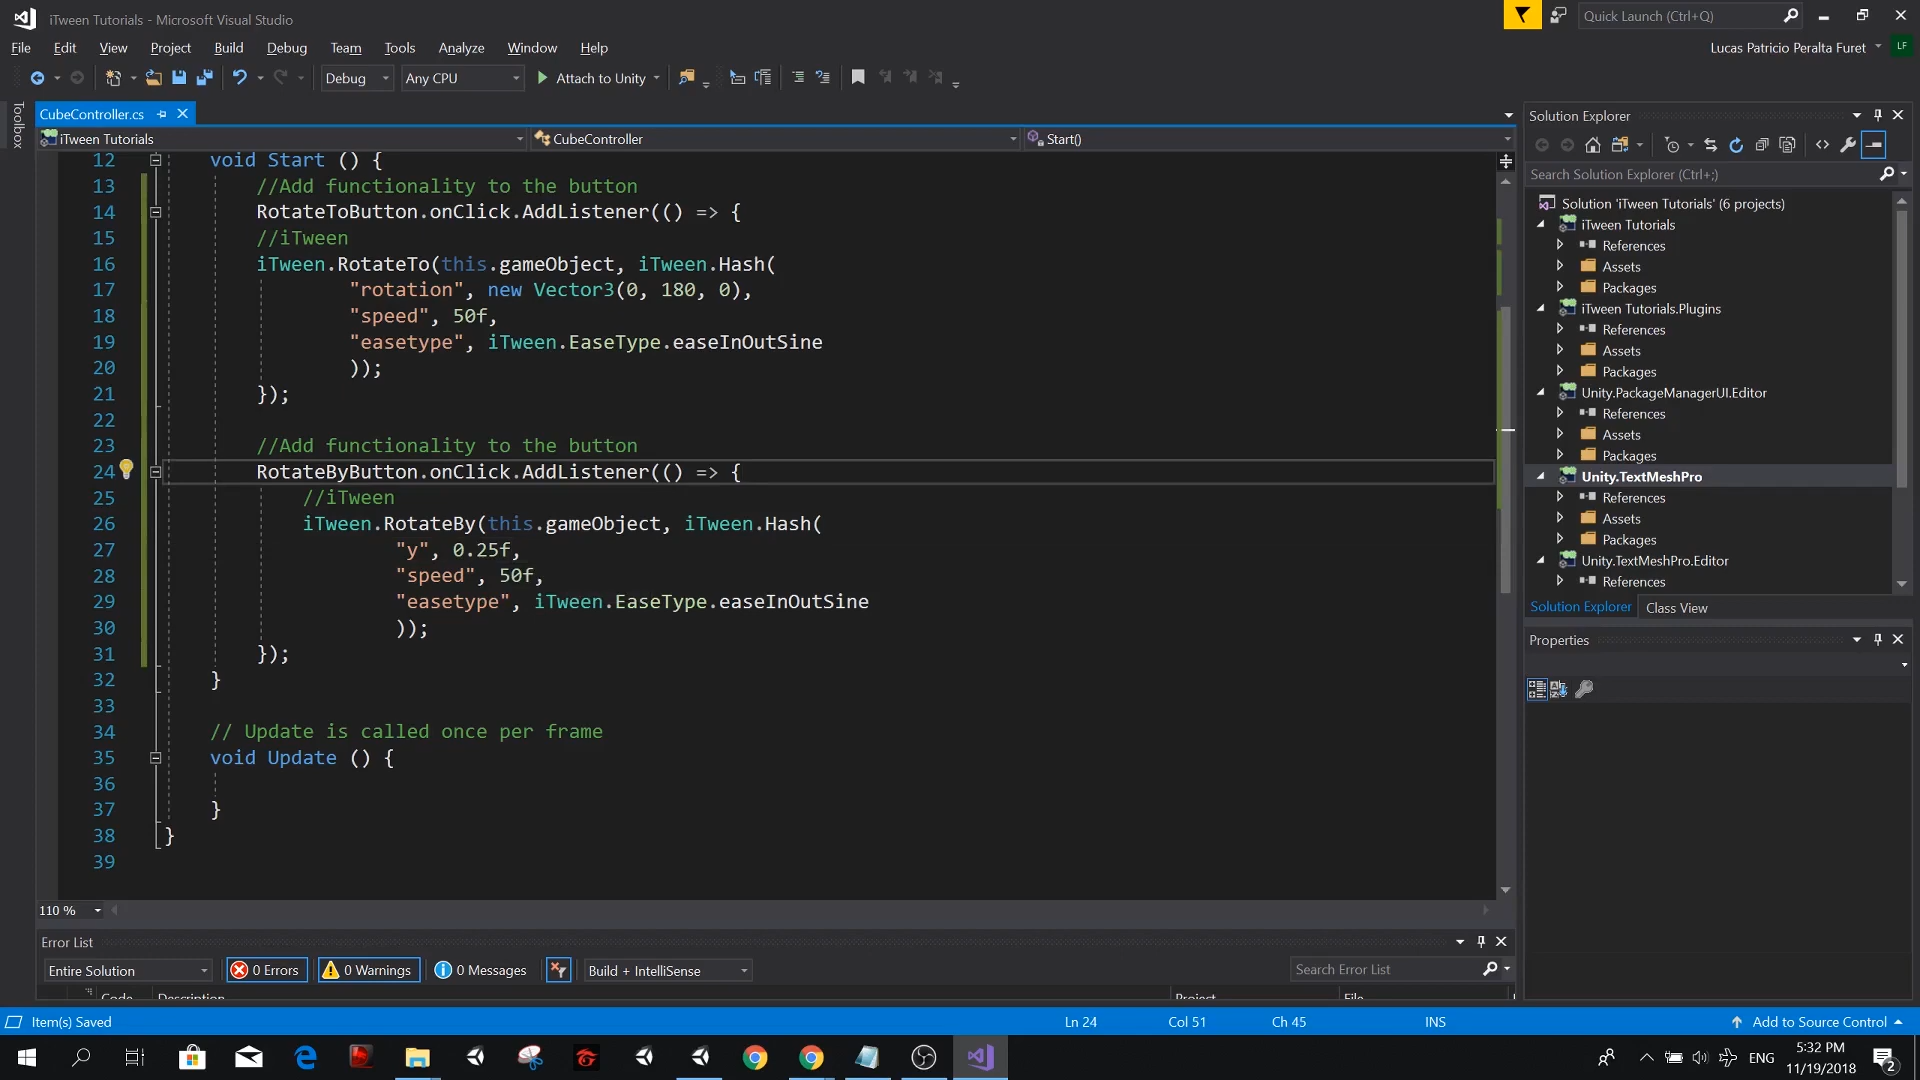 iTween Tutorials - Microsoft Visual Studio
Quick Launch (Ctrl+Q)
File Edit View Project Build Debug Team Tools Analyze Window Help
Lucas Patricio Peralta Furet
LF
Debug
Any CPU
Attach to Unity
Toolbox
CubeController.cs
iTween Tutorials
CubeController
Start()
12 void Start () {
13 //Add functionality to the button
14 RotateToButton.onClick.AddListener(() => {
15 //iTween
16 iTween.RotateTo(this.gameObject, iTween.Hash(
17 "rotation", new Vector3(0, 180, 0),
18 "speed", 50f,
19 "easetype", iTween.EaseType.easeInOutSine
20 ));
21 });
22
23 //Add functionality to the button
24 RotateByButton.onClick.AddListener(() => {
25 //iTween
26 iTween.RotateBy(this.gameObject, iTween.Hash(
27 "y", 0.25f,
28 "speed", 50f,
29 "easetype", iTween.EaseType.easeInOutSine
30 ));
31 });
32 }
33
34 // Update is called once per frame
35 void Update () {
36
37 }
38 }
39
110 %
Solution Explorer
Search Solution Explorer (Ctrl+;)
Solution 'iTween Tutorials' (6 projects)
iTween Tutorials
References
Assets
Packages
iTween Tutorials.Plugins
References
Assets
Packages
Unity.PackageManagerUI.Editor
References
Assets
Packages
Unity.TextMeshPro
References
Assets
Packages
Unity.TextMeshPro.Editor
References
Solution Explorer Class View
Properties
Error List
Entire Solution
0 Errors
0 Warnings
0 Messages
Build + IntelliSense
Search Error List
Code Description Project File
Item(s) Saved
Ln 24 Col 51 Ch 45 INS
Add to Source Control
ENG
5:32 PM
11/19/2018
2